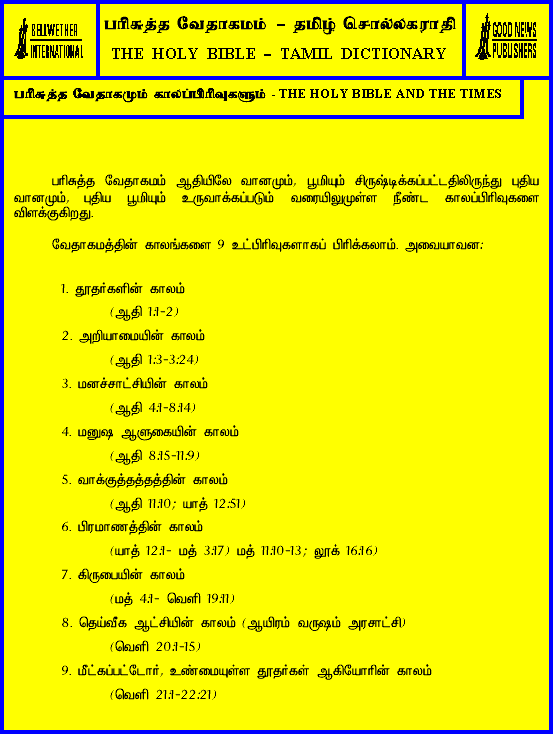 BELLWETHER
INTERNATIONAL
பரிசுத்த வேதாகமம் – தமிழ் சொல்லகராதி
THE HOLY BIBLE – TAMIL DICTIONARY
GOOD NEWS
PUBLISHERS
பரிசுத்த வேதாகமும் காலப்பிரிவுகளும் - THE HOLY BIBLE AND THE TIMES
பரிசுத்த வேதாகமம் ஆதியிலே வானமும், பூமியும் சிருஷ்டிக்கப்பட்டதிலிருந்து புதிய
வானமும், புதிய பூமியும் உருவாக்கப்படும் வரையிலுமுள்ள நீண்ட காலப்பிரிவுகளை
விளக்குகிறது.
வேதாகமத்தின் காலங்களை 9 உட்பிரிவுகளாகப் பிரிக்கலாம். அவையாவன:
1. தூதர்களின் காலம்
(ஆதி 1:1-2)
2. அறியாமையின் காலம்
(ஆதி 1:3-3:24)
3. மனச்சாட்சியின் காலம்
(ஆதி 4:1-8:14)
4. மனுஷ ஆளுகையின் காலம்
(ஆதி 8:15-11:9)
5. வாக்குத்தத்தத்தின் காலம்
(ஆதி 11:10; யாத் 12:51)
6. பிரமாணத்தின் காலம்
(யாத் 12:1- மத் 3:17) மத் 11:10-13; லூக் 16:16)
7. கிருபையின் காலம்
(மத் 4:1- வெளி 19:11)
8. தெய்வீக ஆட்சியின் காலம் (ஆயிரம் வருஷம் அரசாட்சி)
(வெளி 20:1-15)
9. மீட்கப்பட்டோர், உண்மையுள்ள தூதர்கள் ஆகியோரின் காலம்
(வெளி 21:1-22:21)